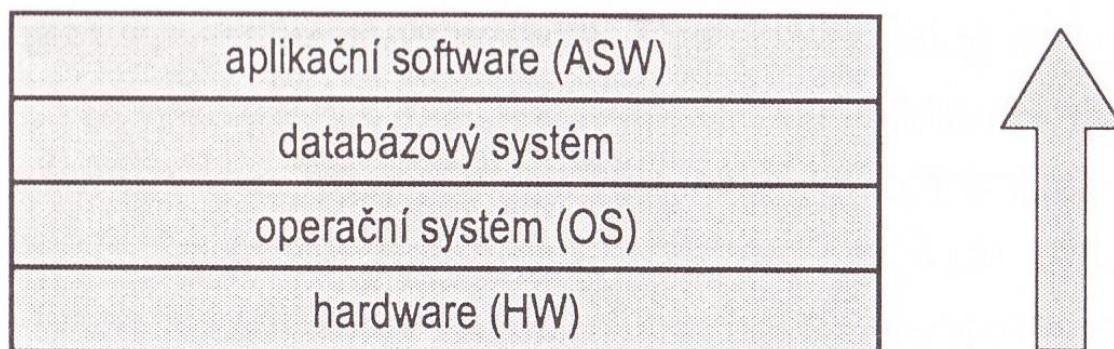 aplikační software (ASW)
databázový systém
operační systém (OS)
hardware (HW)